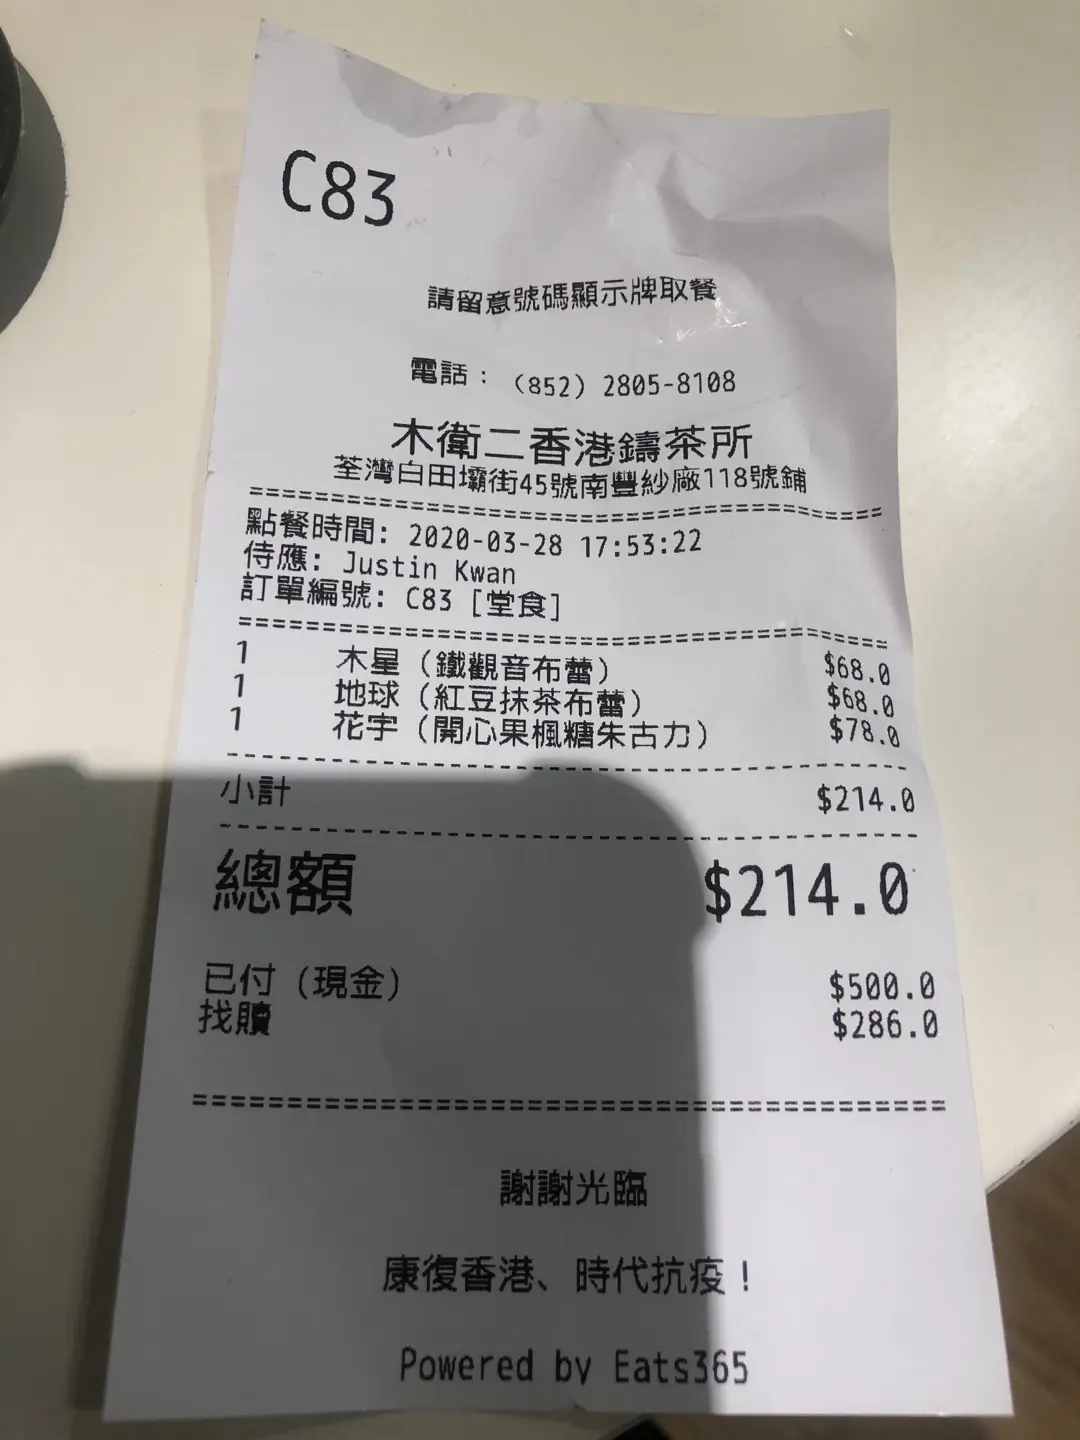 C83
請留意號碼顯示牌取餐
電話： (852) 2805-8108
木衛二香港鑄茶所
荃灣白田壩街45號南豐紗廠118號鋪
================================================
點餐時間: 2020-03-28 17:53:22
侍應: Justin Kwan
訂單編號: C83 [堂食]
================================================
1 木星 (鐵觀音布蕾) $68.0
1 地球 (紅豆抹茶布蕾) $68.0
1 花宇 (開心果楓糖朱古力) $78.0
------------------------------------------------
小計 $214.0
------------------------------------------------
總額 $214.0
已付 (現金) $500.0
找贖 $286.0
================================================
謝謝光臨
康復香港、時代抗疫！
Powered by Eats365